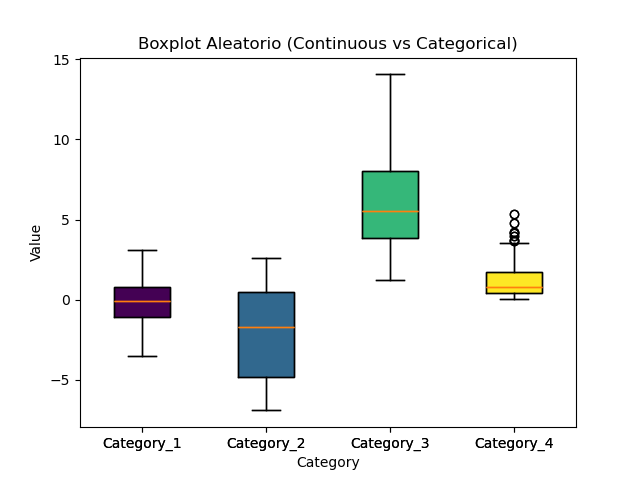 Boxplot Aleatorio (Continuous vs Categorical)
15
10
5
0
−5
Value
Category_1 Category_2 Category_3 Category_4
Category